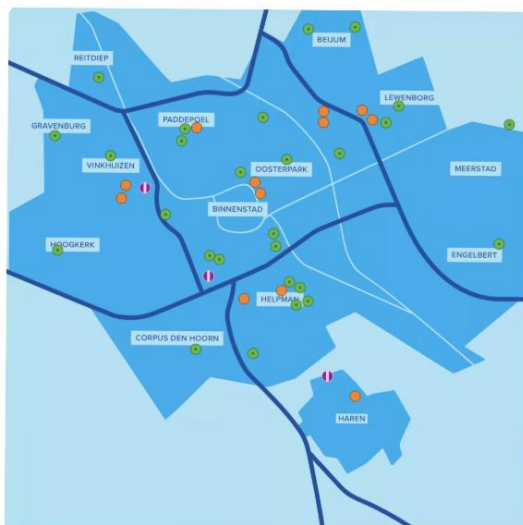 BEIJUM
REITDIEP
LEWENBORG
PADDEPOEL
GRAVENBURG
VINKHUIZEN
OOSTERPARK
MEERSTAD
BINNENSTAD
HOOGKERK
ENGELBERT
HELPMAN
CORPUS DEN HOORN
HAREN